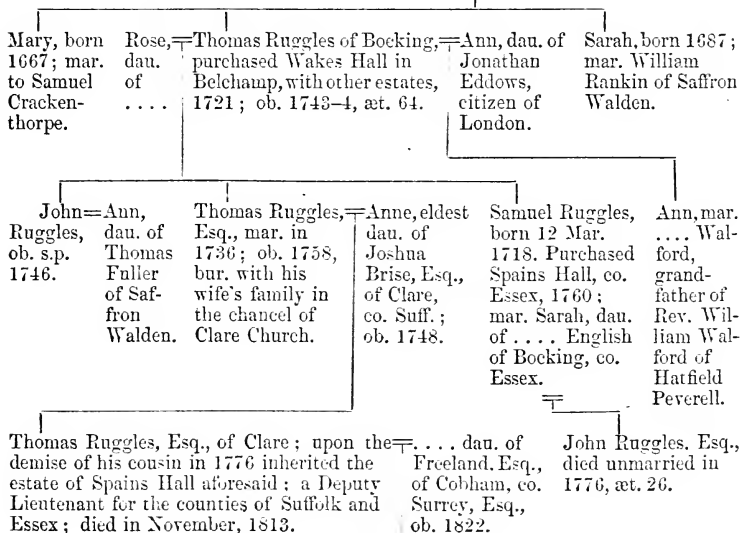 Mary, born
1667; mar.
to Samuel
Cracken-
thorpe.
Rose,
dau.
of
. . . .
Thomas Ruggles of Bocking,
purchased Wakes Hall in
Belchamp, with other estates,
1721; ob. 1743-4, æt. 64.
Ann, dau. of
Jonathan
Eddows,
citizen of
London.
Sarah, born 1687;
mar. William
Rankin of Saffron
Walden.
John
Ruggles,
ob. s.p.
1746.
Ann,
dau. of
Thomas
Fuller
of Saf-
fron
Walden.
Thomas Ruggles,
Esq., mar. in
1736; ob. 1758,
bur. with his
wife's family in
the chancel of
Clare Church.
Anne, eldest
dau. of
Joshua
Brise, Esq.,
of Clare,
co. Suff.;
ob. 1748.
Samuel Ruggles,
born 12 Mar.
1718. Purchased
Spains Hall, co.
Essex, 1760;
mar. Sarah, dau.
of . . . . English
of Bocking, co.
Essex.
Ann, mar.
. . . . Wal-
ford,
grand-
father of
Rev. Wil-
liam Wal-
ford of
Hatfield
Peverell.
Thomas Ruggles, Esq., of Clare; upon the
demise of his cousin in 1776 inherited the
estate of Spains Hall aforesaid; a Deputy
Lieutenant for the counties of Suffolk and
Essex; died in November, 1813.
. . . . dau. of
Freeland, Esq.,
of Cobham, co.
Surrey, Esq.,
ob. 1822.
John Ruggles. Esq.,
died unmarried in
1776, æt. 26.